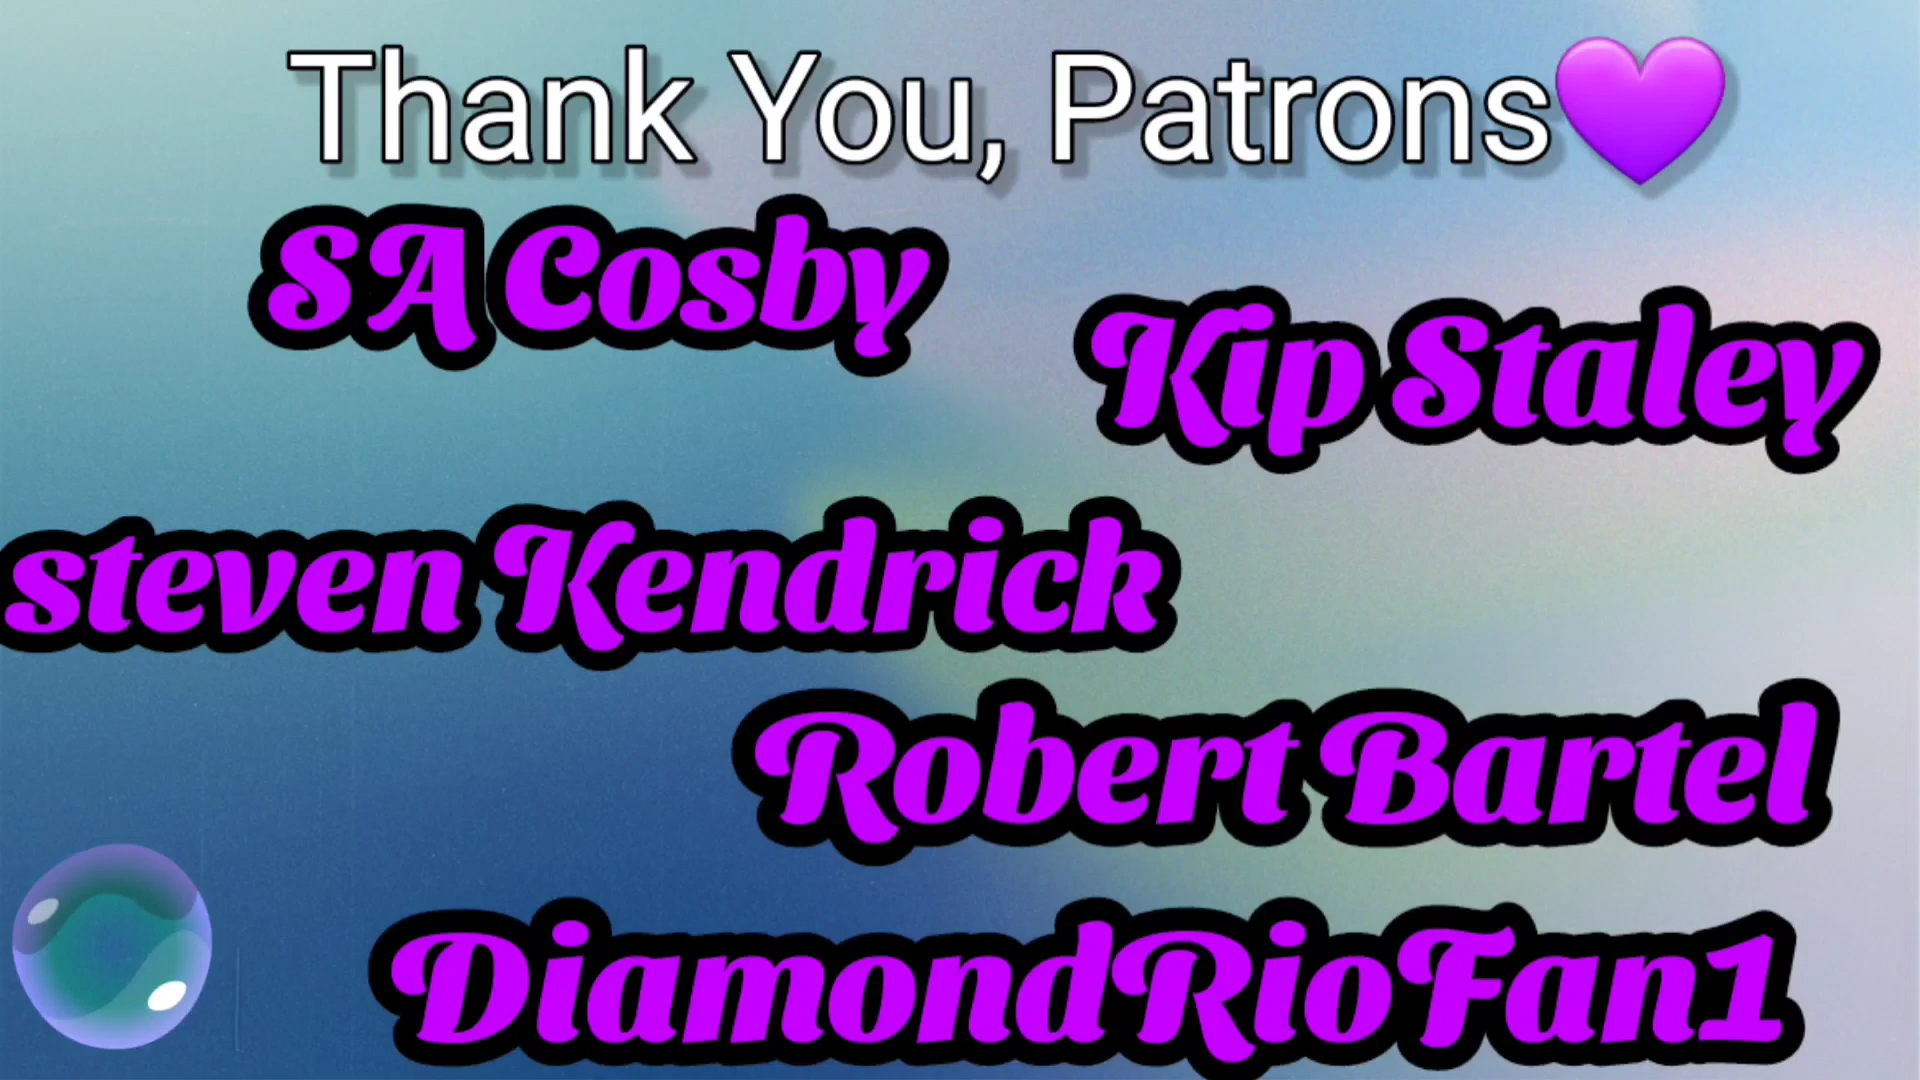 Thank You, Patrons💜
SA Cosby
Kip Staley
steven Kendrick
Robert Bartel
DiamondRioFan1